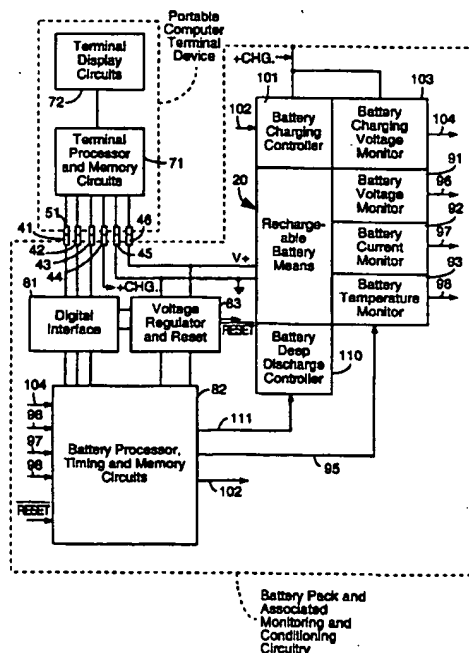 Portable
Computer
Terminal
Device
Terminal
Display
Circuits
72
Terminal
Processor
and Memory
Circuits
71
51
41
42
43
44
46
45
+CHG.
101
103
102
Battery
Charging
Controller
Battery
Charging
Voltage
Monitor
104
91
20
Recharge-
able
Battery
Means
Battery
Voltage
Monitor
96
92
Battery
Current
Monitor
97
93
Battery
Temperature
Monitor
98
V+
+CHG.
81
Digital
Interface
Voltage
Regulator
and Reset
83
RESET
Battery
Deep
Discharge
Controller
110
82
104
96
97
98
RESET
Battery Processor,
Timing and Memory
Circuits
111
95
102
Battery Pack and
Associated
Monitoring and
Conditioning
Circuitry